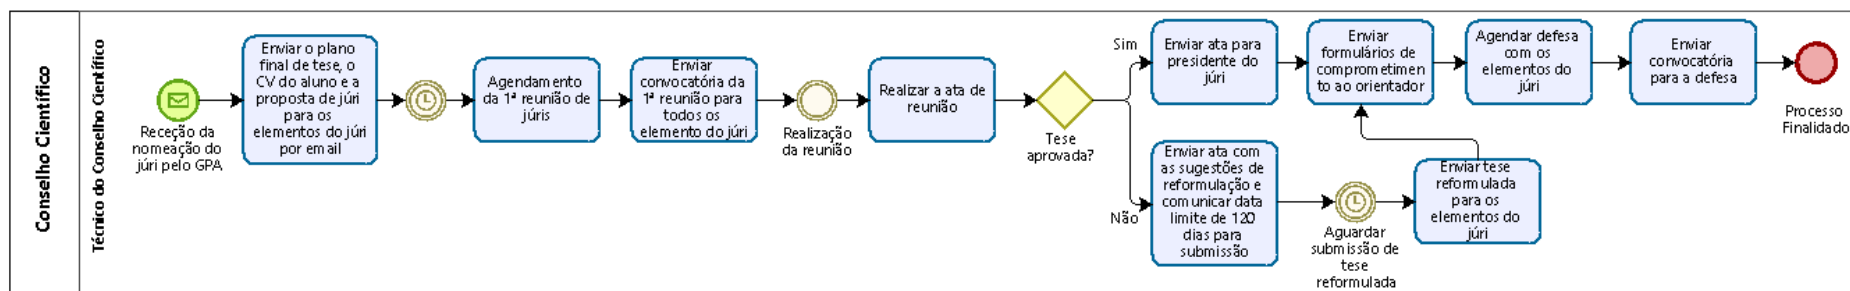 Conselho Científico
Técnico do Conselho Científico
Receção da
nomeação do
júri pelo GPA
Enviar o plano
final de tese, o
CV do aluno e a
proposta de júri
para os
elementos do júri
por email
Agendamento
da 1ª reunião de
júris
Enviar
convocatória da
1ª reunião para
todos os
elemento do júri
Realização
da reunião
Realizar a ata de
reunião
Tese
aprovada?
Sim
Enviar ata para
presidente do
júri
Enviar
formulários de
comprometimen
to ao orientador
Agendar defesa
com os
elementos do
júri
Enviar
convocatória
para a defesa
Processo
Finalidado
Não
Enviar ata com
as sugestões de
reformulação e
comunicar data
limite de 120
dias para
submissão
Aguardar
submissão de
tese
reformulada
Enviar tese
reformulada
para os
elementos do
júri